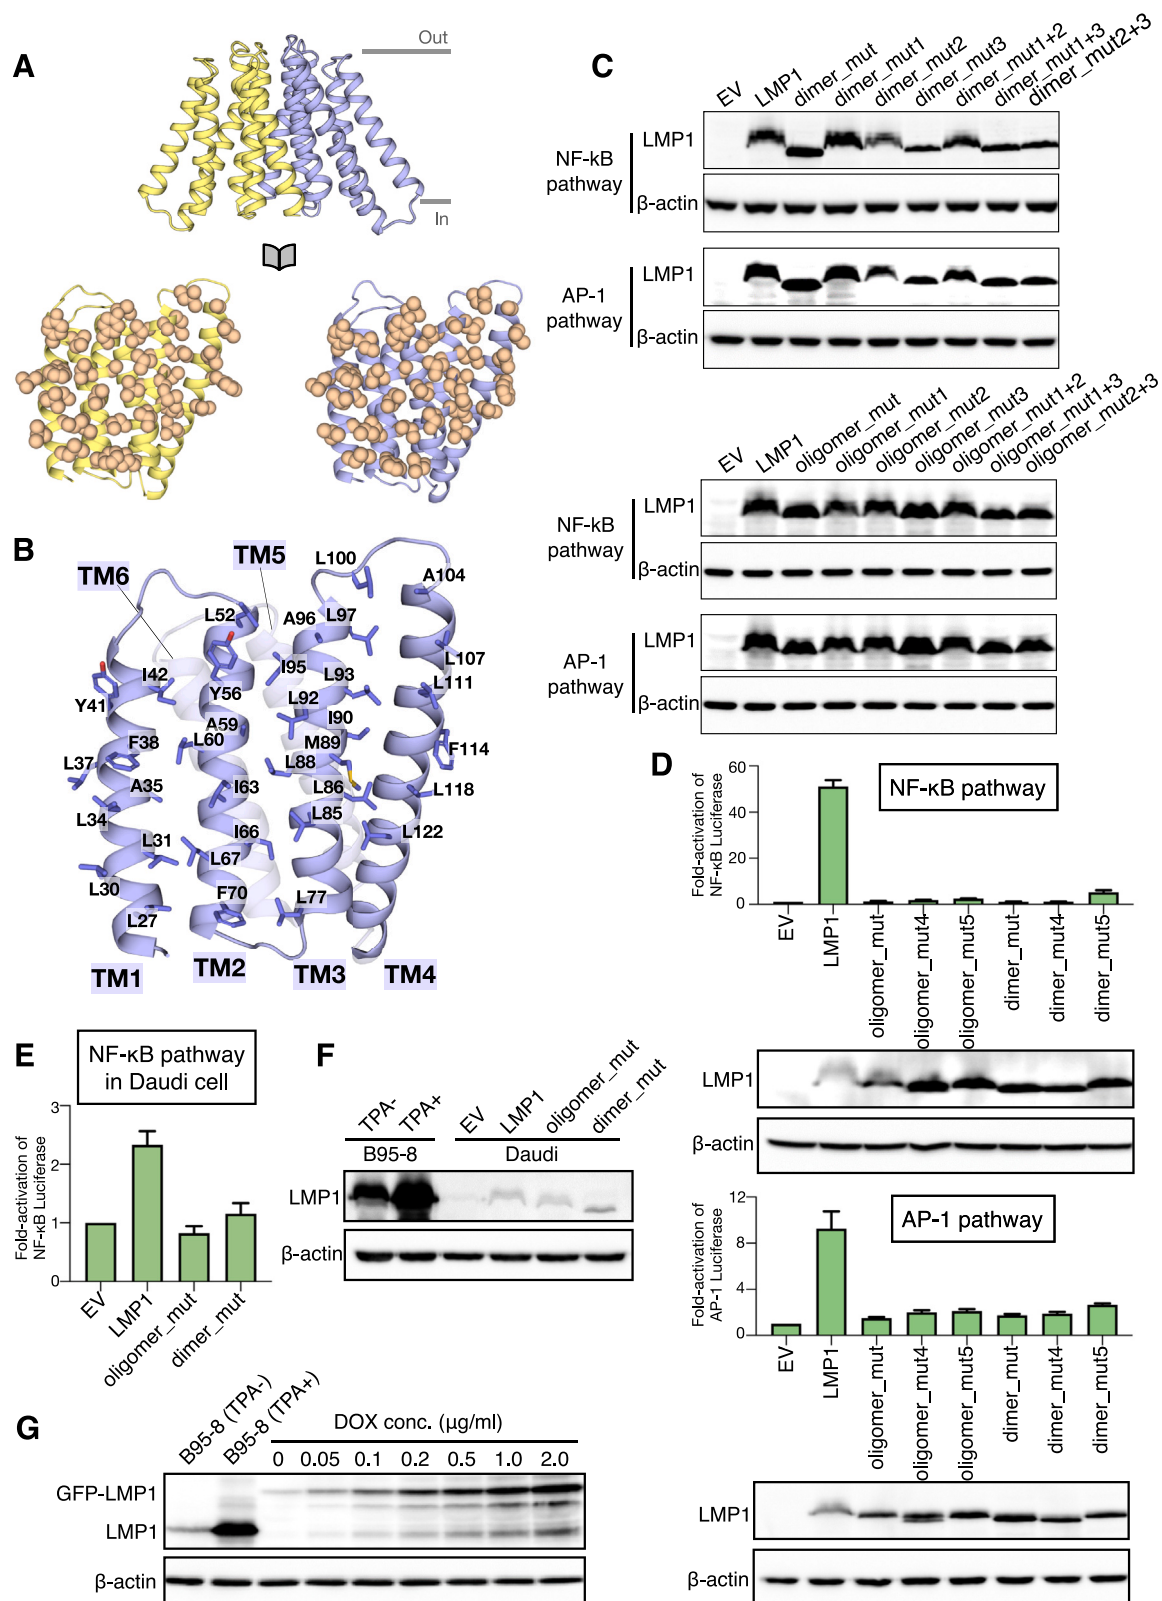 A
Out
In
B
TM6
TM5
L100
A104
L52
A96
L97
I42
I95
L107
Y41
Y56
L93
L111
L92
A59
I90
F38
L60
M89
F114
L37
L88
A35
I63
L86
L118
L34
L85
I66
L122
L31
L67
L30
F70
L77
L27
TM1
TM2
TM3
TM4
C
EV
LMP1
dimer_mut
dimer_mut1
dimer_mut2
dimer_mut3
dimer_mut1+2
dimer_mut1+3
dimer_mut2+3
NF-kB
pathway
LMP1
β-actin
AP-1
pathway
LMP1
β-actin
EV
LMP1
oligomer_mut
oligomer_mut1
oligomer_mut2
oligomer_mut3
oligomer_mut1+2
oligomer_mut1+3
oligomer_mut2+3
NF-kB
pathway
LMP1
β-actin
AP-1
pathway
LMP1
β-actin
D
NF-κB pathway
Fold-activation of
NF-κB Luciferase
60
40
20
0
EV
LMP1
oligomer_mut
oligomer_mut4
oligomer_mut5
dimer_mut
dimer_mut4
dimer_mut5
LMP1
β-actin
AP-1 pathway
Fold-activation of
AP-1 Luciferase
12
8
4
0
EV
LMP1
oligomer_mut
oligomer_mut4
oligomer_mut5
dimer_mut
dimer_mut4
dimer_mut5
LMP1
β-actin
E
NF-κB pathway
in Daudi cell
Fold-activation of
NF-κB Luciferase
3
2
1
0
EV
LMP1
oligomer_mut
dimer_mut
F
TPA-
TPA+
EV
LMP1
oligomer_mut
dimer_mut
B95-8
Daudi
LMP1
β-actin
G
B95-8 (TPA-)
B95-8 (TPA+)
DOX conc. (μg/ml)
0 0.05 0.1 0.2 0.5 1.0 2.0
GFP-LMP1
LMP1
β-actin